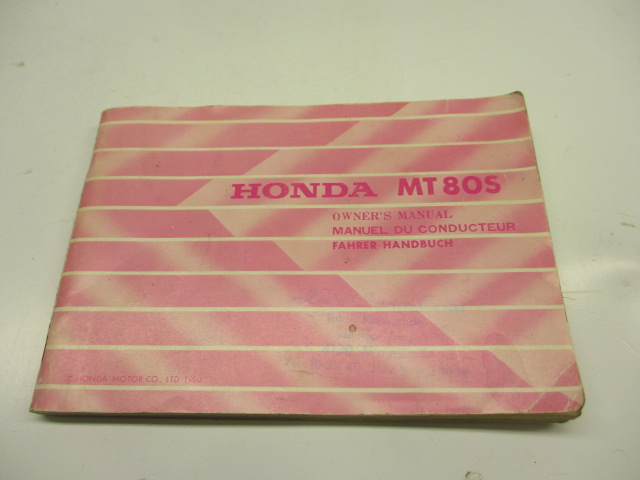 HONDA MT80S
OWNER'S MANUAL
MANUEL DU CONDUCTEUR
FAHRER-HANDBUCH
© HONDA MOTOR CO., LTD